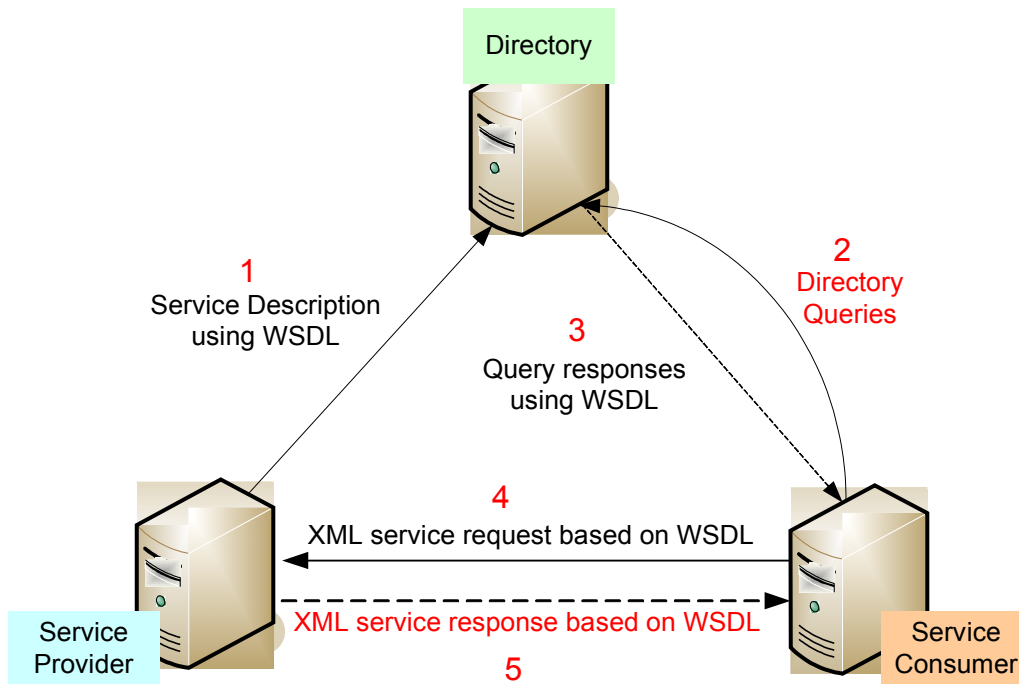 Directory
1
Service Description
using WSDL
2
Directory
Queries
3
Query responses
using WSDL
4
XML service request based on WSDL
XML service response based on WSDL
5
Service
Provider
Service
Consumer